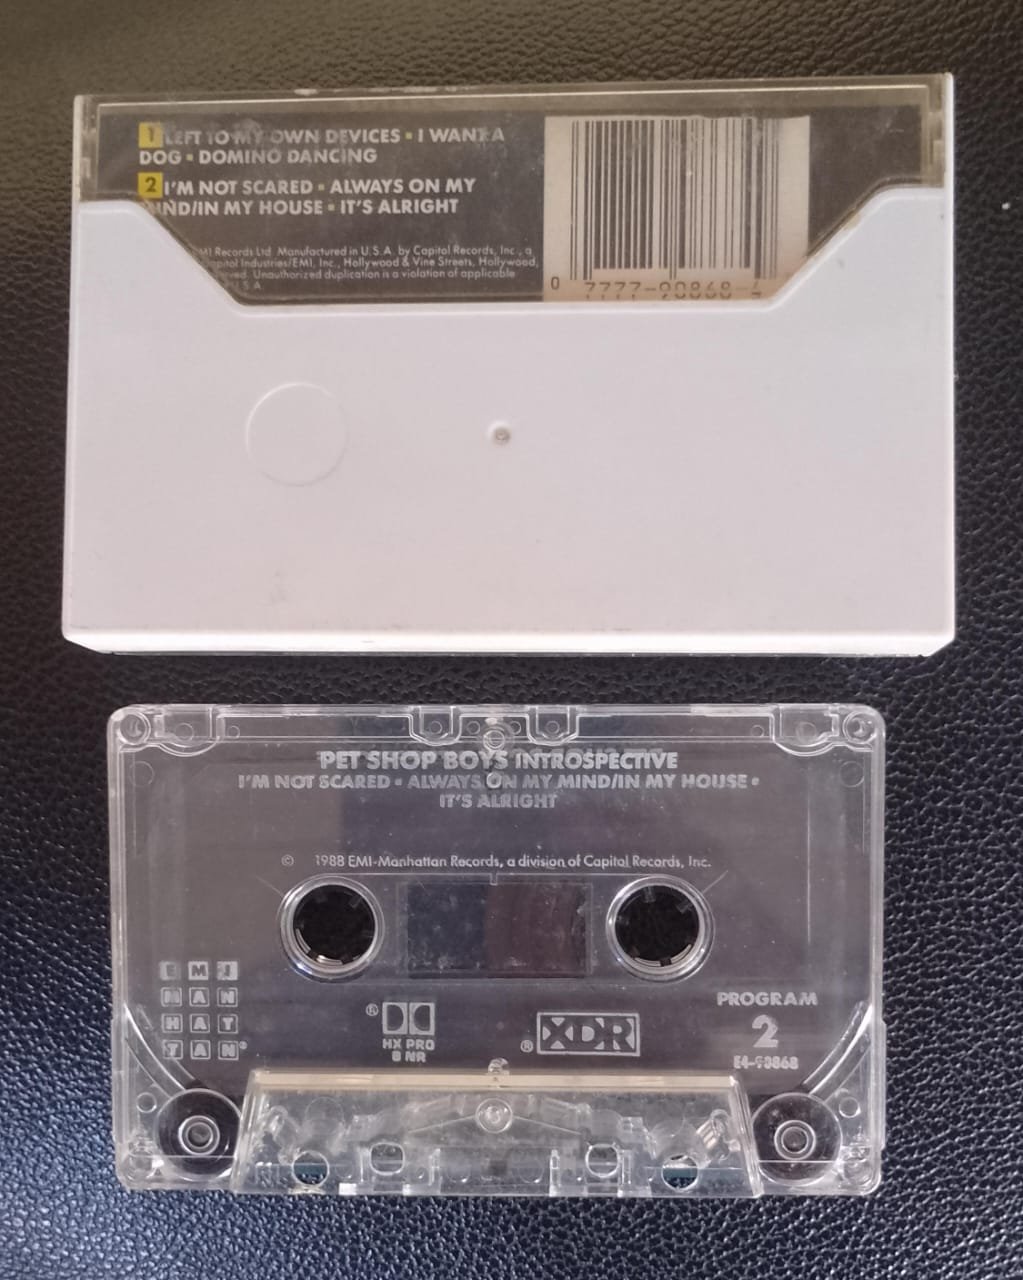 1 LEFT TO MY OWN DEVICES ▪ I WANT A
DOG ▪ DOMINO DANCING
2 I'M NOT SCARED ▪ ALWAYS ON MY
MIND/IN MY HOUSE ▪ IT'S ALRIGHT
EMI Records Ltd. Manufactured in U.S.A. by Capitol Records, Inc., a
Capitol Industries/EMI, Inc., Hollywood & Vine Streets, Hollywood,
Unauthorized duplication is a violation of applicable
U.S.A.
0 7777-90868-4
PET SHOP BOYS INTROSPECTIVE
I'M NOT SCARED ▪ ALWAYS ON MY MIND/IN MY HOUSE ▪
IT'S ALRIGHT
© 1988 EMI-Manhattan Records, a division of Capitol Records, Inc.
EMI
MAN
HAT
TAN®
®
HX PRO
B NR
® XDR
PROGRAM
2
E4-90868